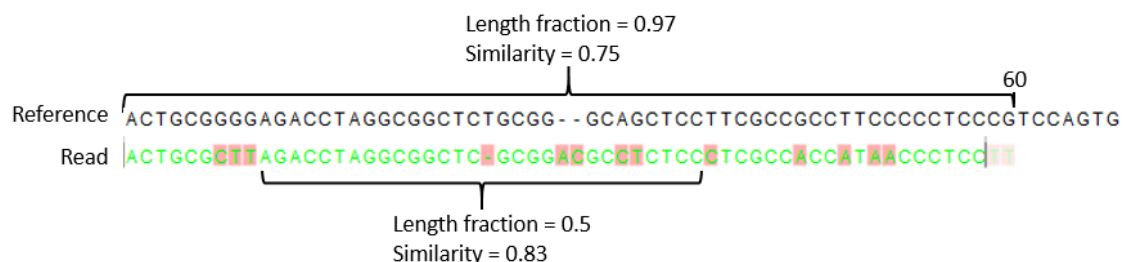 Length fraction = 0.97
Similarity = 0.75
60
Reference ACTGCGGGGAGACCTAGGCGGCTCTGCGG--GCAGCTCCTTCGCCGCCTTCCCCCTCCCGTCCAGTG
Read ACTGCGCTTAGACCTAGGCGGCTC-GCGGACGCCTCTCCCTCGCCACCATAACCCTCCTT
Length fraction = 0.5
Similarity = 0.83